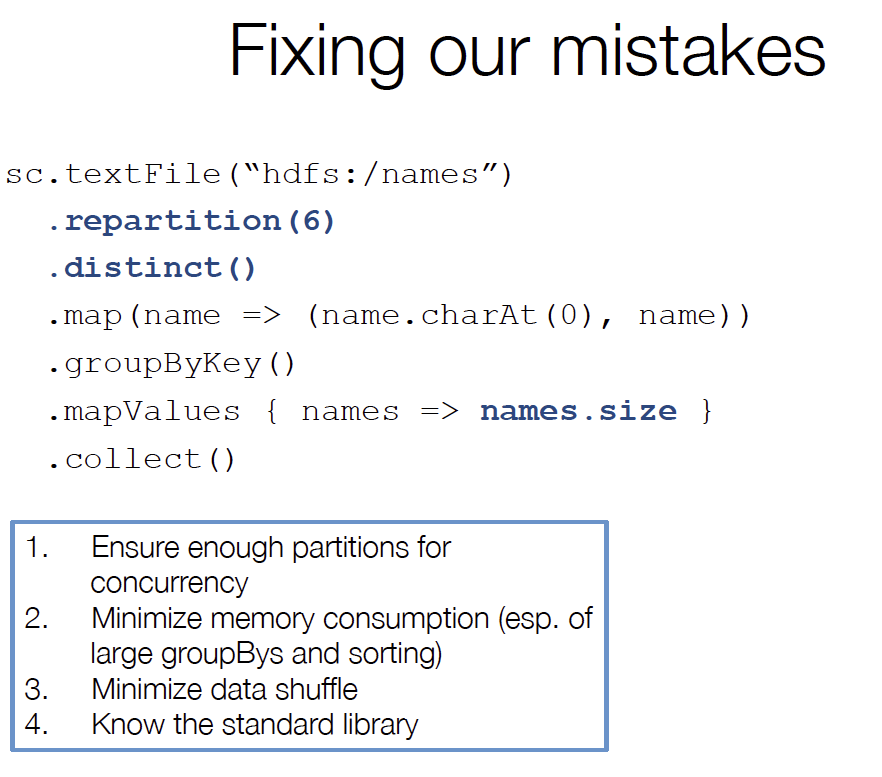 Fixing our mistakes
sc.textFile(“hdfs:/names”)
.repartition(6)
.distinct()
.map(name => (name.charAt(0), name))
.groupByKey()
.mapValues { names => names.size }
.collect()
1. Ensure enough partitions for
concurrency
2. Minimize memory consumption (esp. of
large groupBys and sorting)
3. Minimize data shuffle
4. Know the standard library